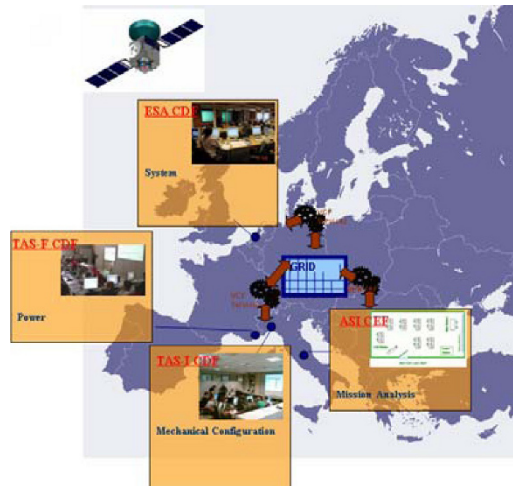 ESA CDF
System
TAS-F CDF
GRID
Power
ASI CEF
TAS-I CDF
Mission Analysis
Mechanical Configuration